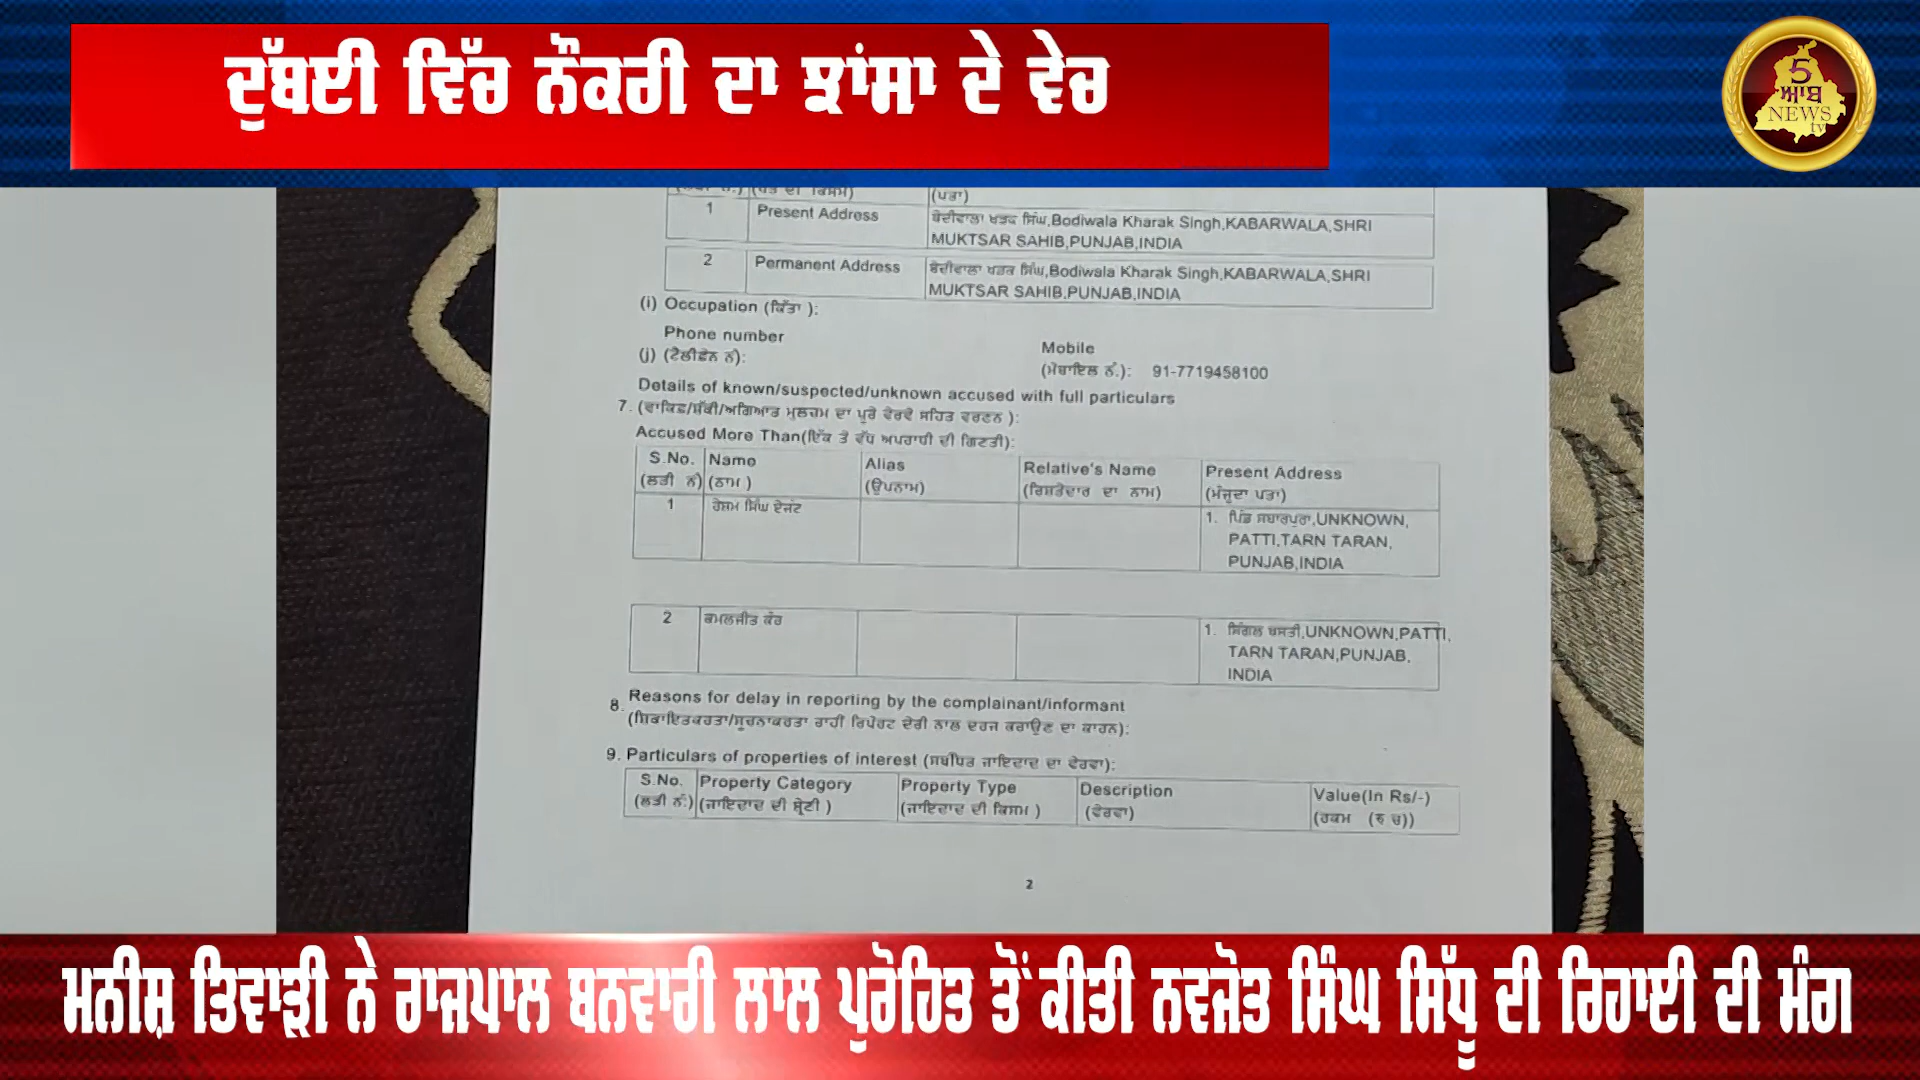 ਦੁੱਬਈ ਵਿੱਚ ਨੌਕਰੀ ਦਾ ਝਾਂਸਾ ਦੇ ਵੇਚ
5
ਆਬ
NEWS
tv
(ਪਤਾ)
1 Present Address ਬੋਦੀਵਾਲਾ ਖੜਕ ਸਿੰਘ,Bodiwala Kharak Singh,KABARWALA,SHRI
MUKTSAR SAHIB,PUNJAB,INDIA
2 Permanent Address ਬੋਦੀਵਾਲਾ ਖੜਕ ਸਿੰਘ,Bodiwala Kharak Singh,KABARWALA,SHRI
MUKTSAR SAHIB,PUNJAB,INDIA
(i) Occupation (ਕਿੱਤਾ ):
Phone number Mobile
(j) (ਟੈਲੀਫੋਨ ਨੰ): (ਮੋਬਾਇਲ ਨੰ.): 91-7719458100
Details of known/suspected/unknown accused with full particulars
7. (ਵਾਕਿਫ਼/ਸ਼ੱਕੀ/ਅਗਿਆਤ ਮੁਲਜ਼ਮ ਦਾ ਪੂਰੇ ਵੇਰਵੇ ਸਹਿਤ ਵਰਣਨ ):
Accused More Than(ਇੱਕ ਤੋਂ ਵੱਧ ਅਪਰਾਧੀ ਦੀ ਗਿਣਤੀ):
S.No. Name Alias Relative's Name Present Address
(ਲੜੀ ਨੰ) (ਨਾਮ ) (ਉਪਨਾਮ) (ਰਿਸ਼ਤੇਦਾਰ ਦਾ ਨਾਮ) (ਮੌਜੂਦਾ ਪਤਾ)
1 ਰੇਸ਼ਮ ਸਿੰਘ ਏਜੰਟ 1. ਪਿੰਡ ਸਭਾਰਪੁਰਾ,UNKNOWN,
PATTI,TARN TARAN,
PUNJAB,INDIA
2 ਕਮਲਜੀਤ ਕੌਰ 1. ਸਿੰਗਲ ਬਸਤੀ,UNKNOWN,PATTI,
TARN TARAN,PUNJAB,
INDIA
8. Reasons for delay in reporting by the complainant/informant
(ਸ਼ਿਕਾਇਤਕਰਤਾ/ਸੂਚਨਾਕਰਤਾ ਰਾਹੀਂ ਰਿਪੋਰਟ ਦੇਰੀ ਨਾਲ ਦਰਜ ਕਰਾਉਣ ਦਾ ਕਾਰਨ):
9. Particulars of properties of interest (ਸਬੰਧਿਤ ਜਾਇਦਾਦ ਦਾ ਵੇਰਵਾ):
S.No. Property Category Property Type Description Value(In Rs/-)
(ਲੜੀ ਨੰ.) (ਜਾਇਦਾਦ ਦੀ ਸ਼੍ਰੇਣੀ ) (ਜਾਇਦਾਦ ਦੀ ਕਿਸਮ ) (ਵੇਰਵਾ) (ਰਕਮ (ਰੁ ਚ))
2
ਮਨੀਸ਼ ਤਿਵਾੜੀ ਨੇ ਰਾਜਪਾਲ ਬਨਵਾਰੀ ਲਾਲ ਪੁਰੋਹਿਤ ਤੋਂ ਕੀਤੀ ਨਵਜੋਤ ਸਿੰਘ ਸਿੱਧੂ ਦੀ ਰਿਹਾਈ ਦੀ ਮੰਗ